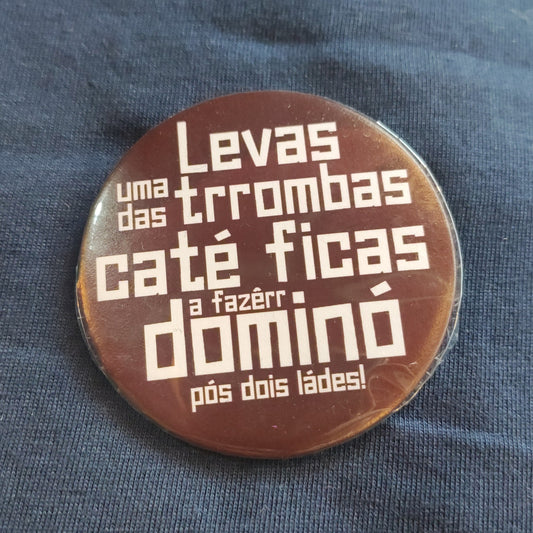 Levas
uma das trrombas
caté ficas
a fazêrr
dominó
pós dois ládes!